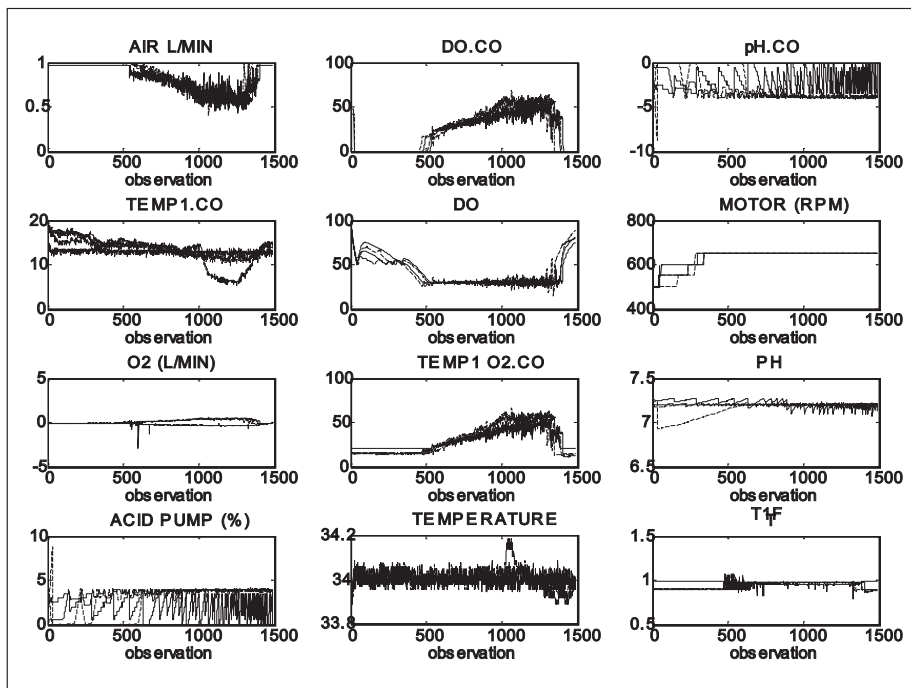 AIR L/MIN
1
0.5
0
0 500 1000 1500
observation
DO.CO
100
50
0
0 500 1000 1500
observation
pH.CO
0
-5
-10
0 500 1000 1500
observation
TEMP1.CO
20
10
0
0 500 1000 1500
observation
DO
100
50
0
0 500 1000 1500
observation
MOTOR (RPM)
800
600
400
0 500 1000 1500
observation
O2 (L/MIN)
5
0
-5
0 500 1000 1500
observation
TEMP1 O2.CO
100
50
0
0 500 1000 1500
observation
PH
7.5
7
6.5
0 500 1000 1500
observation
ACID PUMP (%)
10
5
0
0 500 1000 1500
observation
TEMPERATURE
34.2
34
33.8
0 500 1000 1500
observation
1.5
1
0.5
0 500 1000 1500
observation